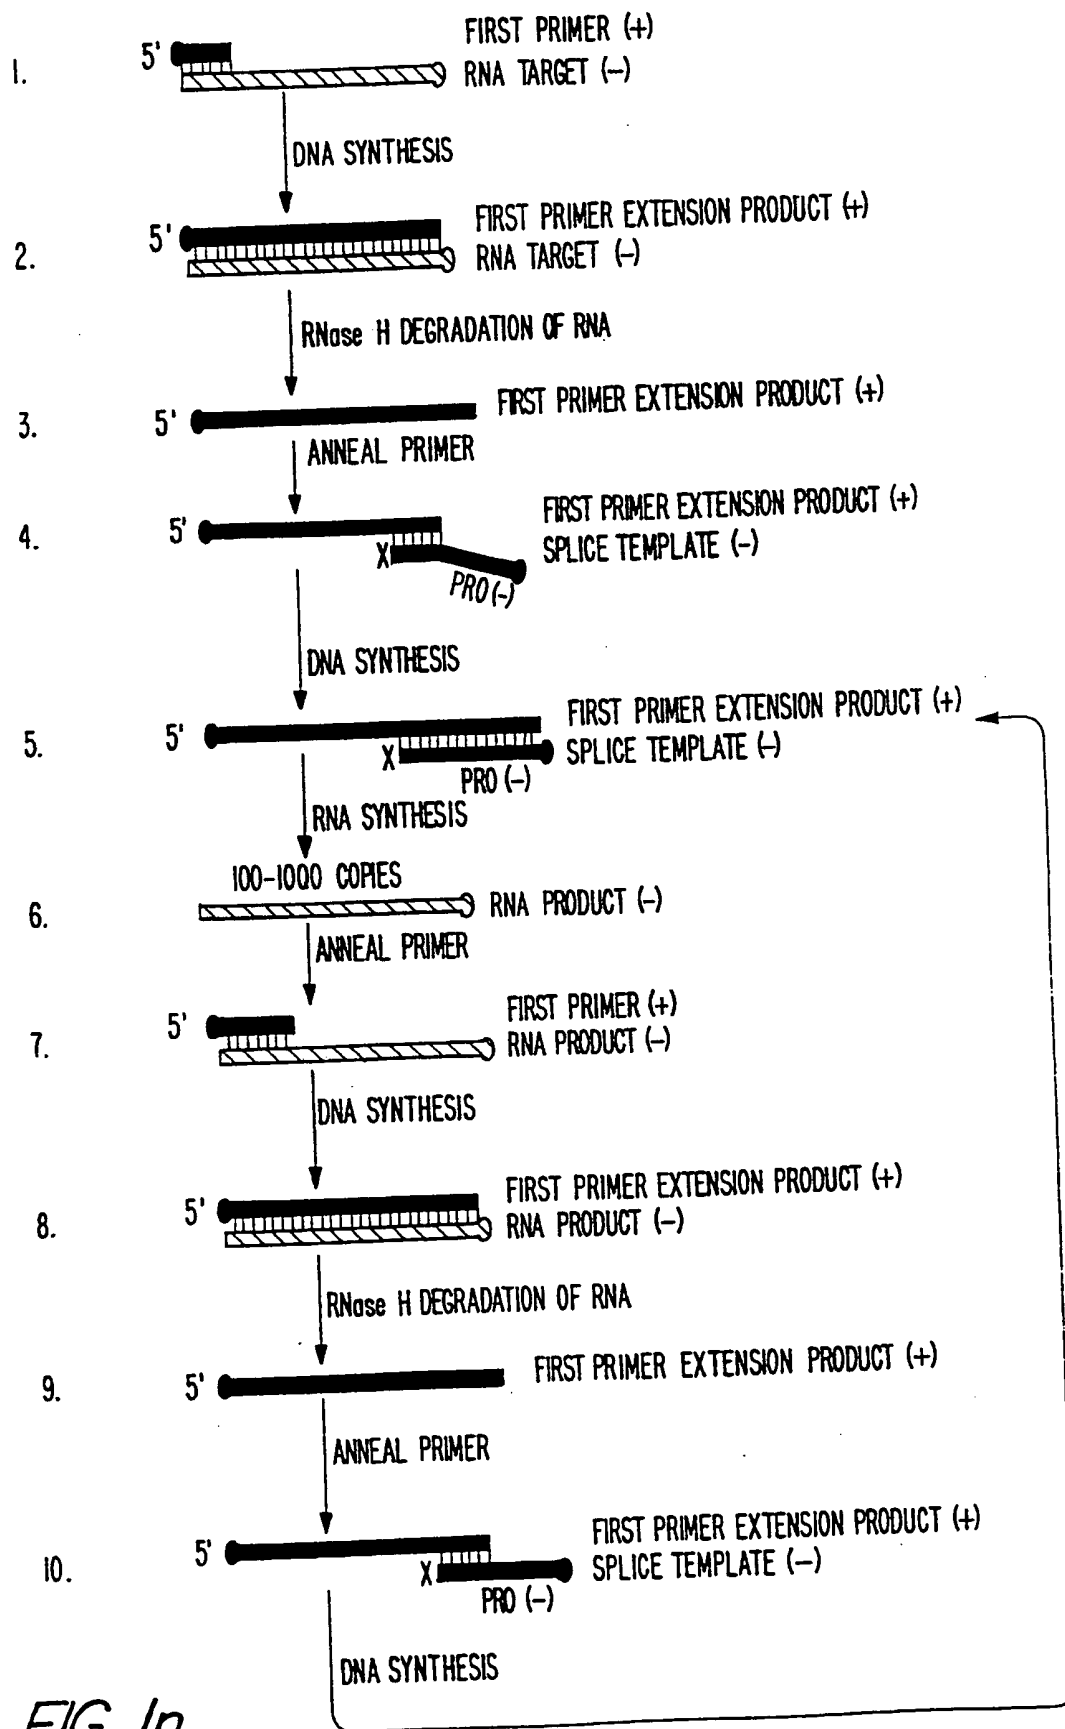 5' FIRST PRIMER (+)
1. RNA TARGET (-)
DNA SYNTHESIS
5' FIRST PRIMER EXTENSION PRODUCT (+)
2. RNA TARGET (-)
RNase H DEGRADATION OF RNA
3. 5' FIRST PRIMER EXTENSION PRODUCT (+)
ANNEAL PRIMER
5' FIRST PRIMER EXTENSION PRODUCT (+)
4. X SPLICE TEMPLATE (-)
PRO (-)
DNA SYNTHESIS
5' FIRST PRIMER EXTENSION PRODUCT (+)
5. X SPLICE TEMPLATE (-)
PRO (-)
RNA SYNTHESIS
100-1000 COPIES
6. RNA PRODUCT (-)
ANNEAL PRIMER
5' FIRST PRIMER (+)
7. RNA PRODUCT (-)
DNA SYNTHESIS
5' FIRST PRIMER EXTENSION PRODUCT (+)
8. RNA PRODUCT (-)
RNase H DEGRADATION OF RNA
9. 5' FIRST PRIMER EXTENSION PRODUCT (+)
ANNEAL PRIMER
5' FIRST PRIMER EXTENSION PRODUCT (+)
10. X SPLICE TEMPLATE (-)
PRO (-)
DNA SYNTHESIS
FIG.